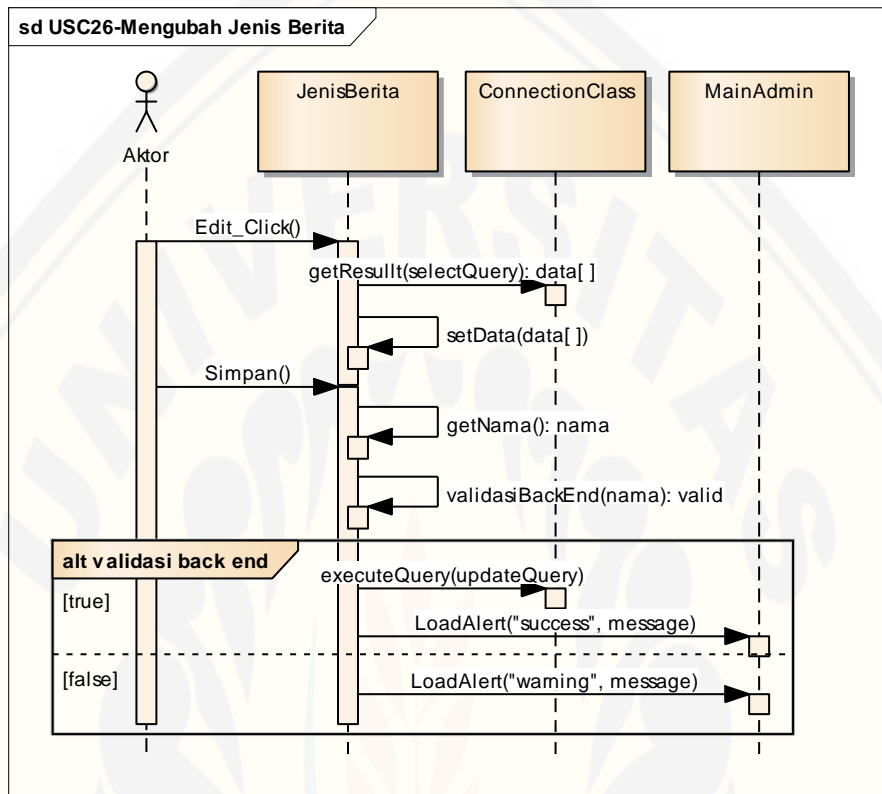 sd USC26-Mengubah Jenis Berita
Aktor
JenisBerita
ConnectionClass
MainAdmin
Edit_Click()
getResullt(selectQuery): data[ ]
setData(data[ ])
Simpan()
getNama(): nama
validasiBackEnd(nama): valid
alt validasi back end
executeQuery(updateQuery)
[true]
LoadAlert("success", message)
[false]
LoadAlert("warning", message)
UNIVERSITAS